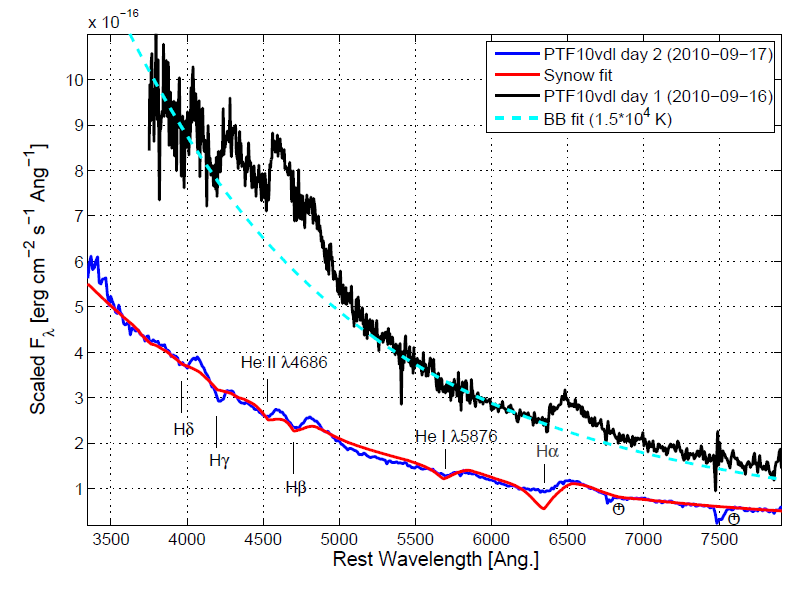 x 10−16
PTF10vdl day 2 (2010−09−17)
Synow fit
PTF10vdl day 1 (2010−09−16)
BB fit (1.5*10^4 K)
10
9
8
7
6
5
4
3
2
1
Scaled Fλ [erg cm−2 s−1 Ang−1]
He II λ4686
He I λ5876
Hα
Hδ
Hγ
Hβ
3500 4000 4500 5000 5500 6000 6500 7000 7500
Rest Wavelength [Ang.]